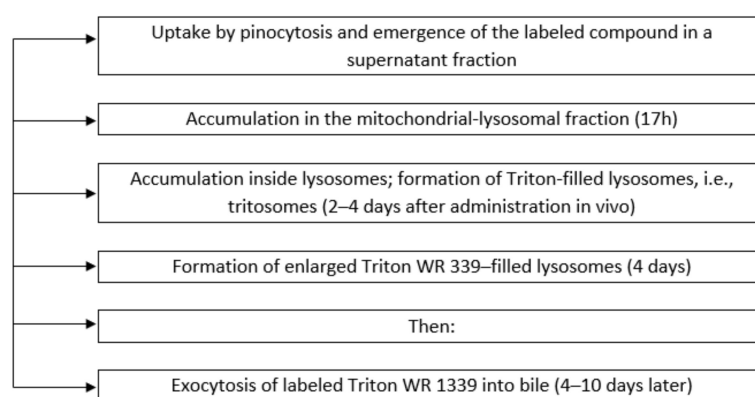 Uptake by pinocytosis and emergence of the labeled compound in a
supernatant fraction
Accumulation in the mitochondrial-lysosomal fraction (17h)
Accumulation inside lysosomes; formation of Triton-filled lysosomes, i.e.,
tritosomes (2–4 days after administration in vivo)
Formation of enlarged Triton WR 339–filled lysosomes (4 days)
Then:
Exocytosis of labeled Triton WR 1339 into bile (4–10 days later)